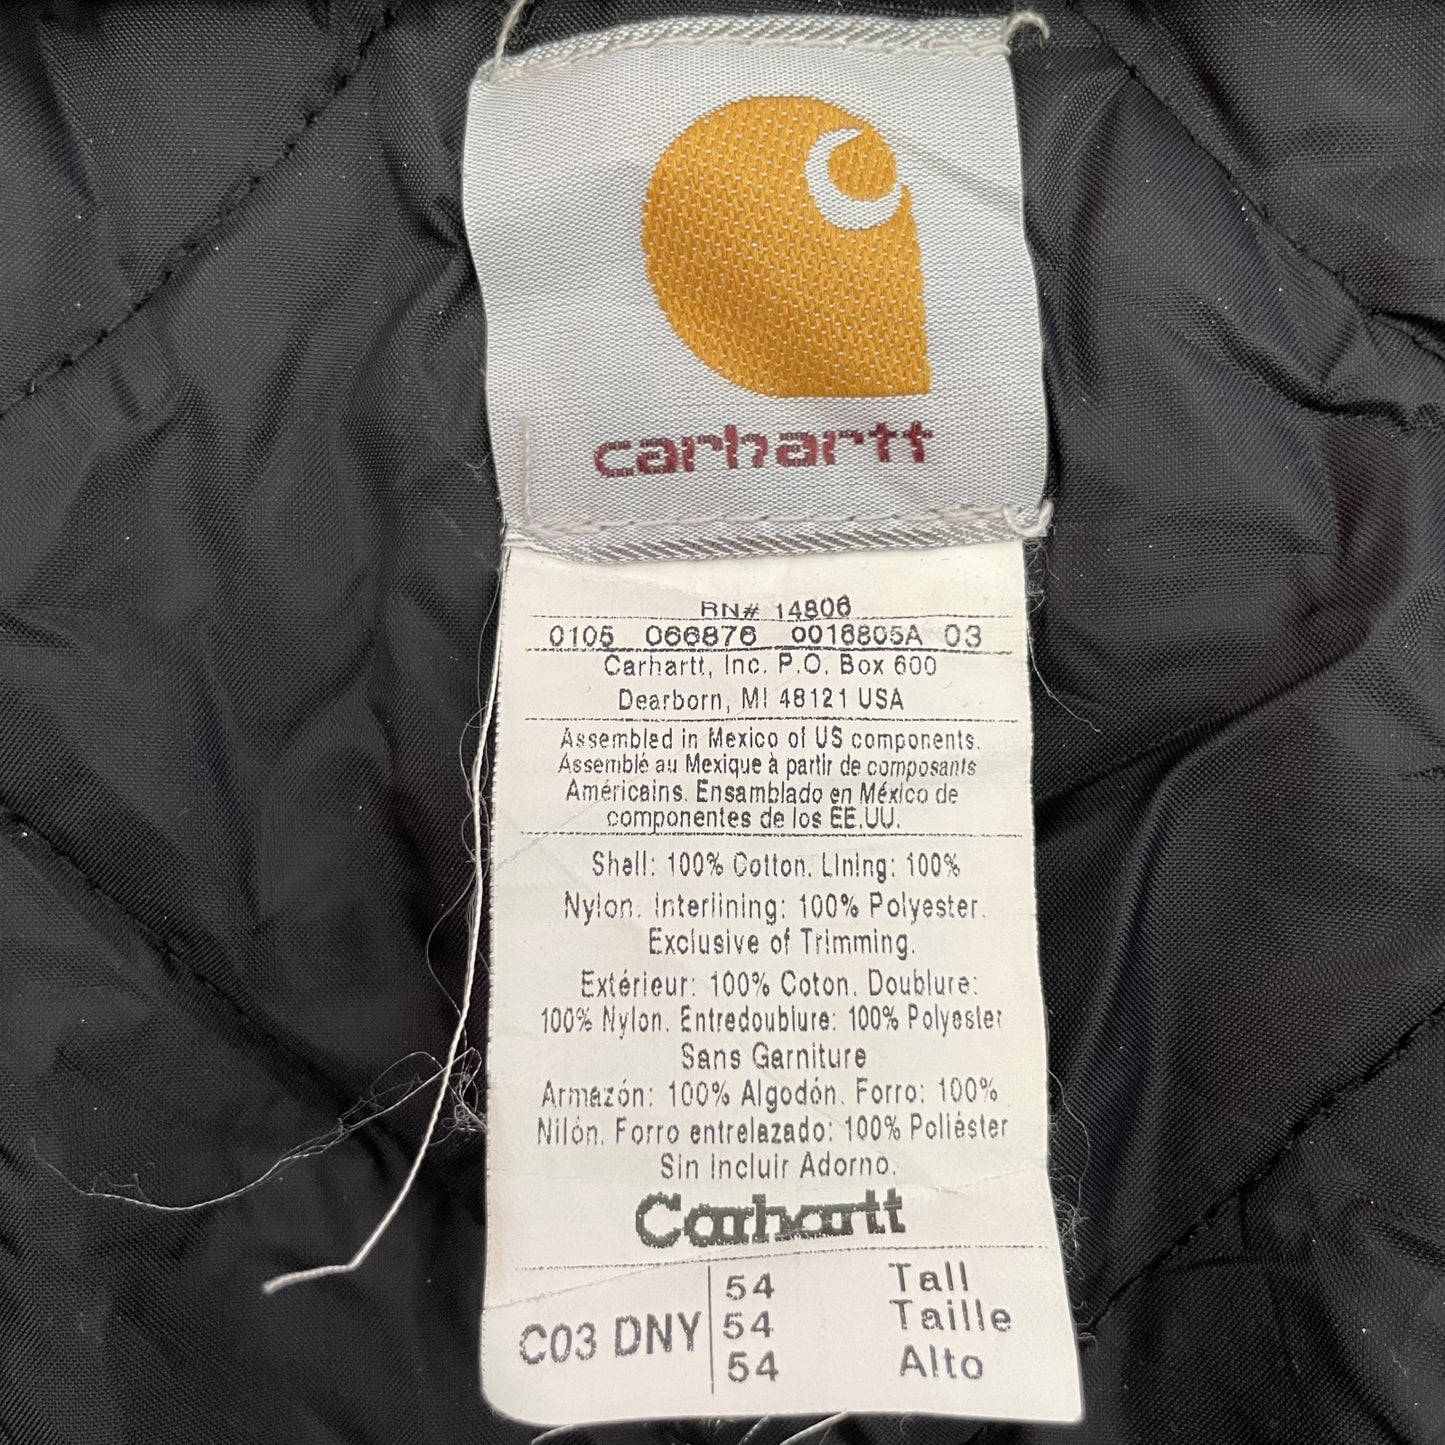 carhartt
RN# 14806
0105 066876 0016805A 03
Carhartt, Inc. P.O. Box 600
Dearborn, MI 48121 USA
Assembled in Mexico of US components.
Assemblé au Mexique à partir de composants
Américains. Ensamblado en México de
componentes de los EE.UU.
Shell: 100% Cotton. Lining: 100%
Nylon. Interlining: 100% Polyester.
Exclusive of Trimming.
Extérieur: 100% Coton. Doublure:
100% Nylon. Entredoublure: 100% Polyester
Sans Garniture
Armazón: 100% Algodón. Forro: 100%
Nilón. Forro entrelazado: 100% Poliéster
Sin Incluir Adorno.
Carhartt
C03 DNY
54 Tall
54 Taille
54 Alto